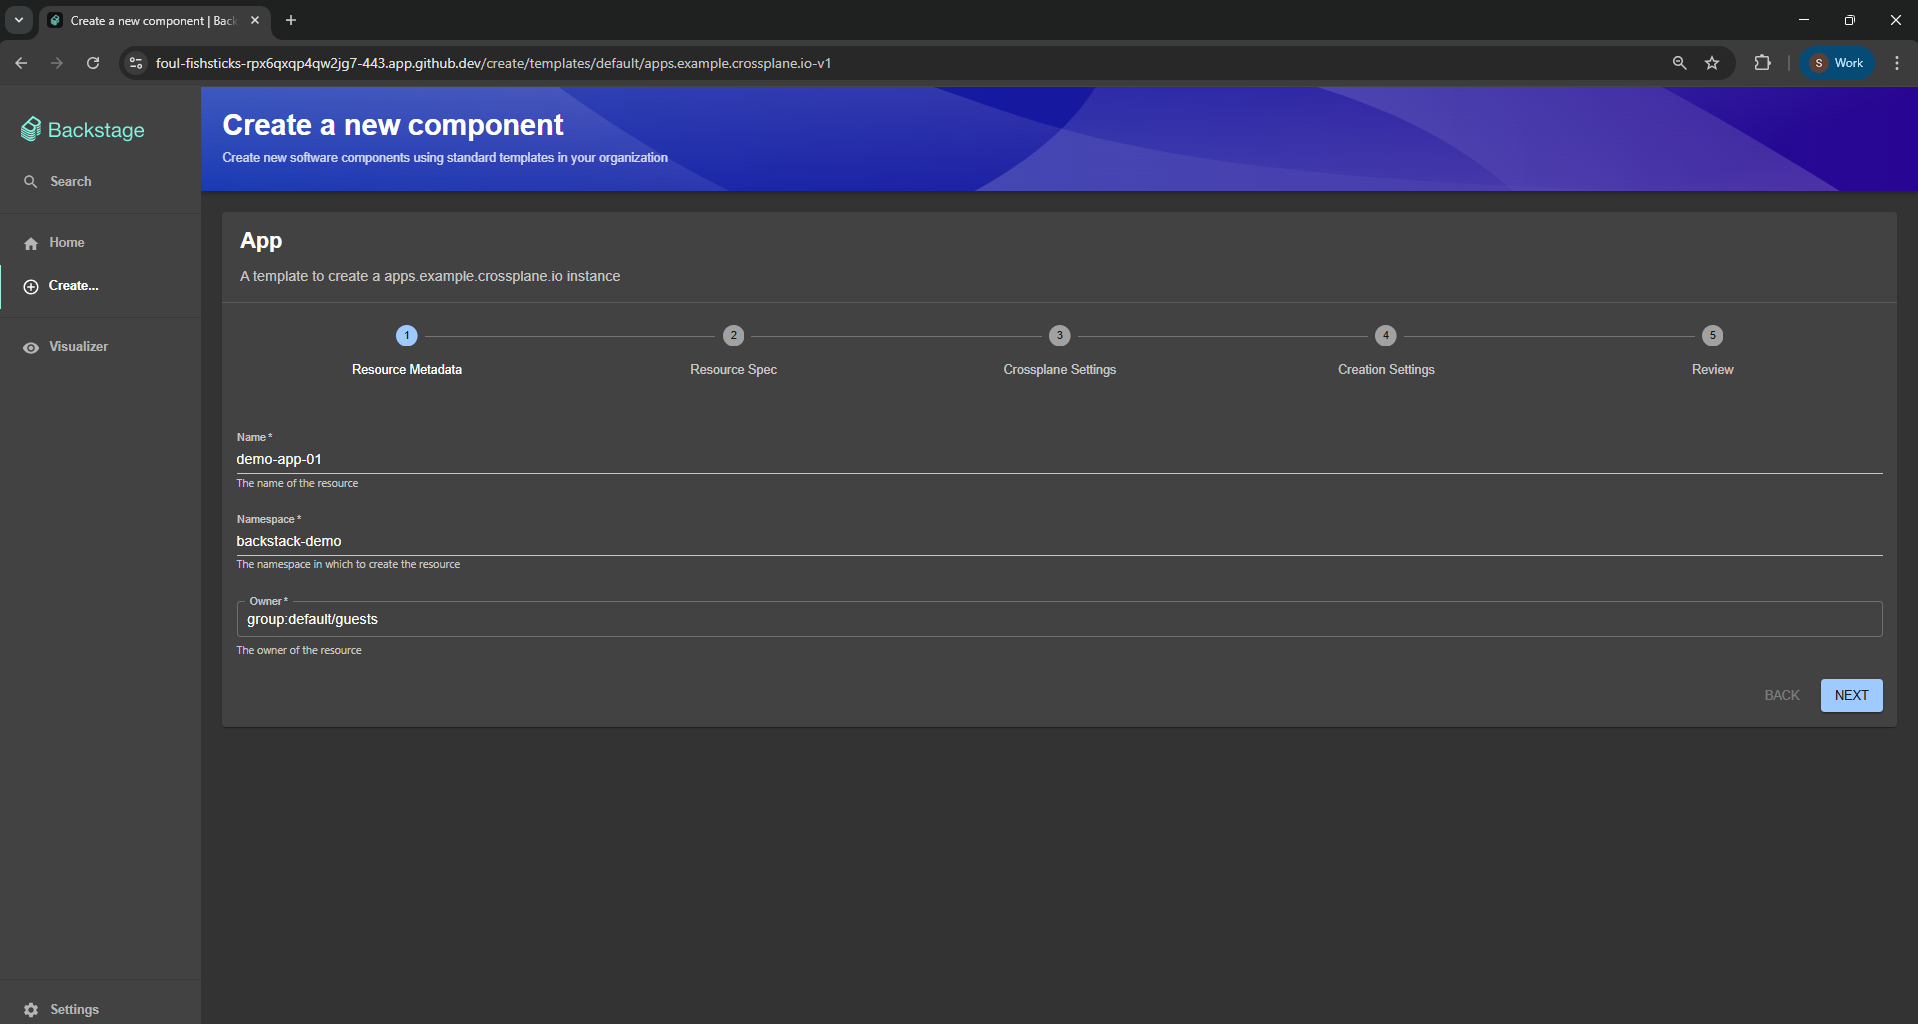 Create a new component | Back
foul-fishsticks-rpx6qxqp4qw2jg7-443.app.github.dev/create/templates/default/apps.example.crossplane.io-v1
S Work
Backstage
Search
Home
Create...
Visualizer
Settings
Create a new component
Create new software components using standard templates in your organization
App
A template to create a apps.example.crossplane.io instance
1 2 3 4 5
Resource Metadata Resource Spec Crossplane Settings Creation Settings Review
Name *
demo-app-01
The name of the resource
Namespace *
backstack-demo
The namespace in which to create the resource
Owner *
group:default/guests
The owner of the resource
BACK NEXT